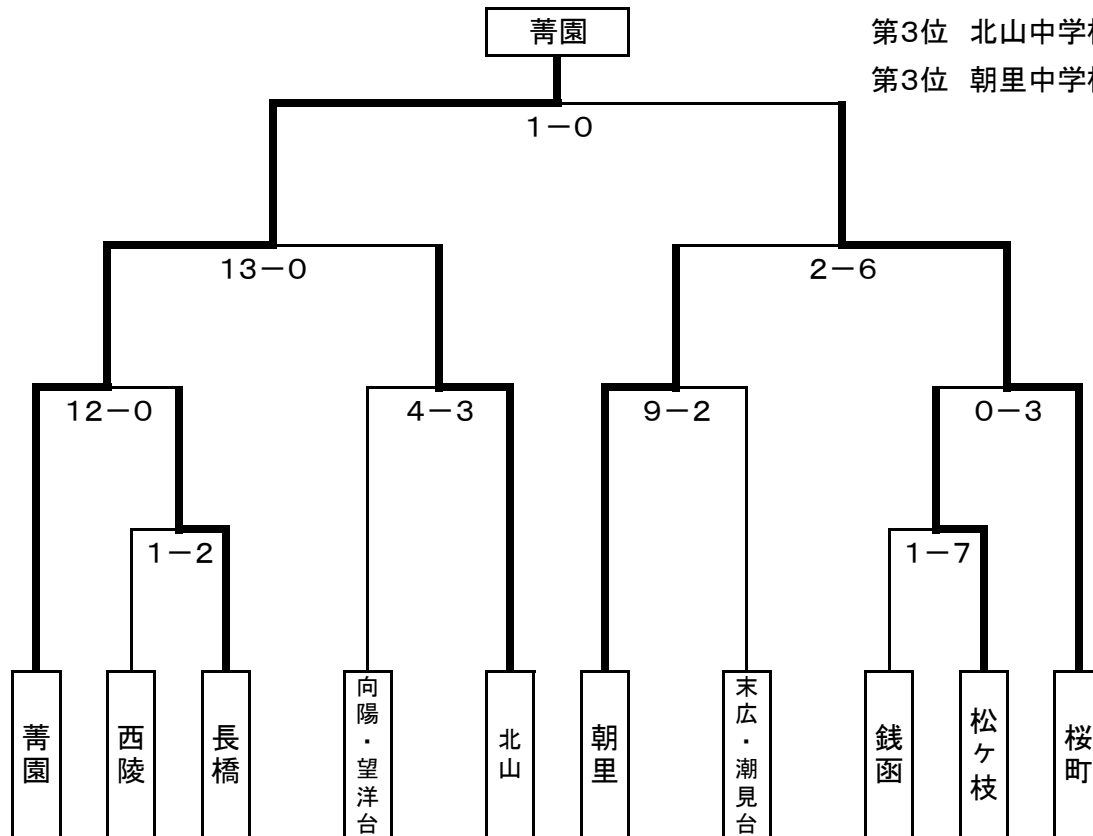 菁園
第3位 北山中学校
第3位 朝里中学校
1－0
13－0
2－6
12－0
4－3
9－2
0－3
1－2
1－7
菁園
西陵
長橋
向陽・望洋台
北山
朝里
末広・潮見台
銭函
松ヶ枝
桜町